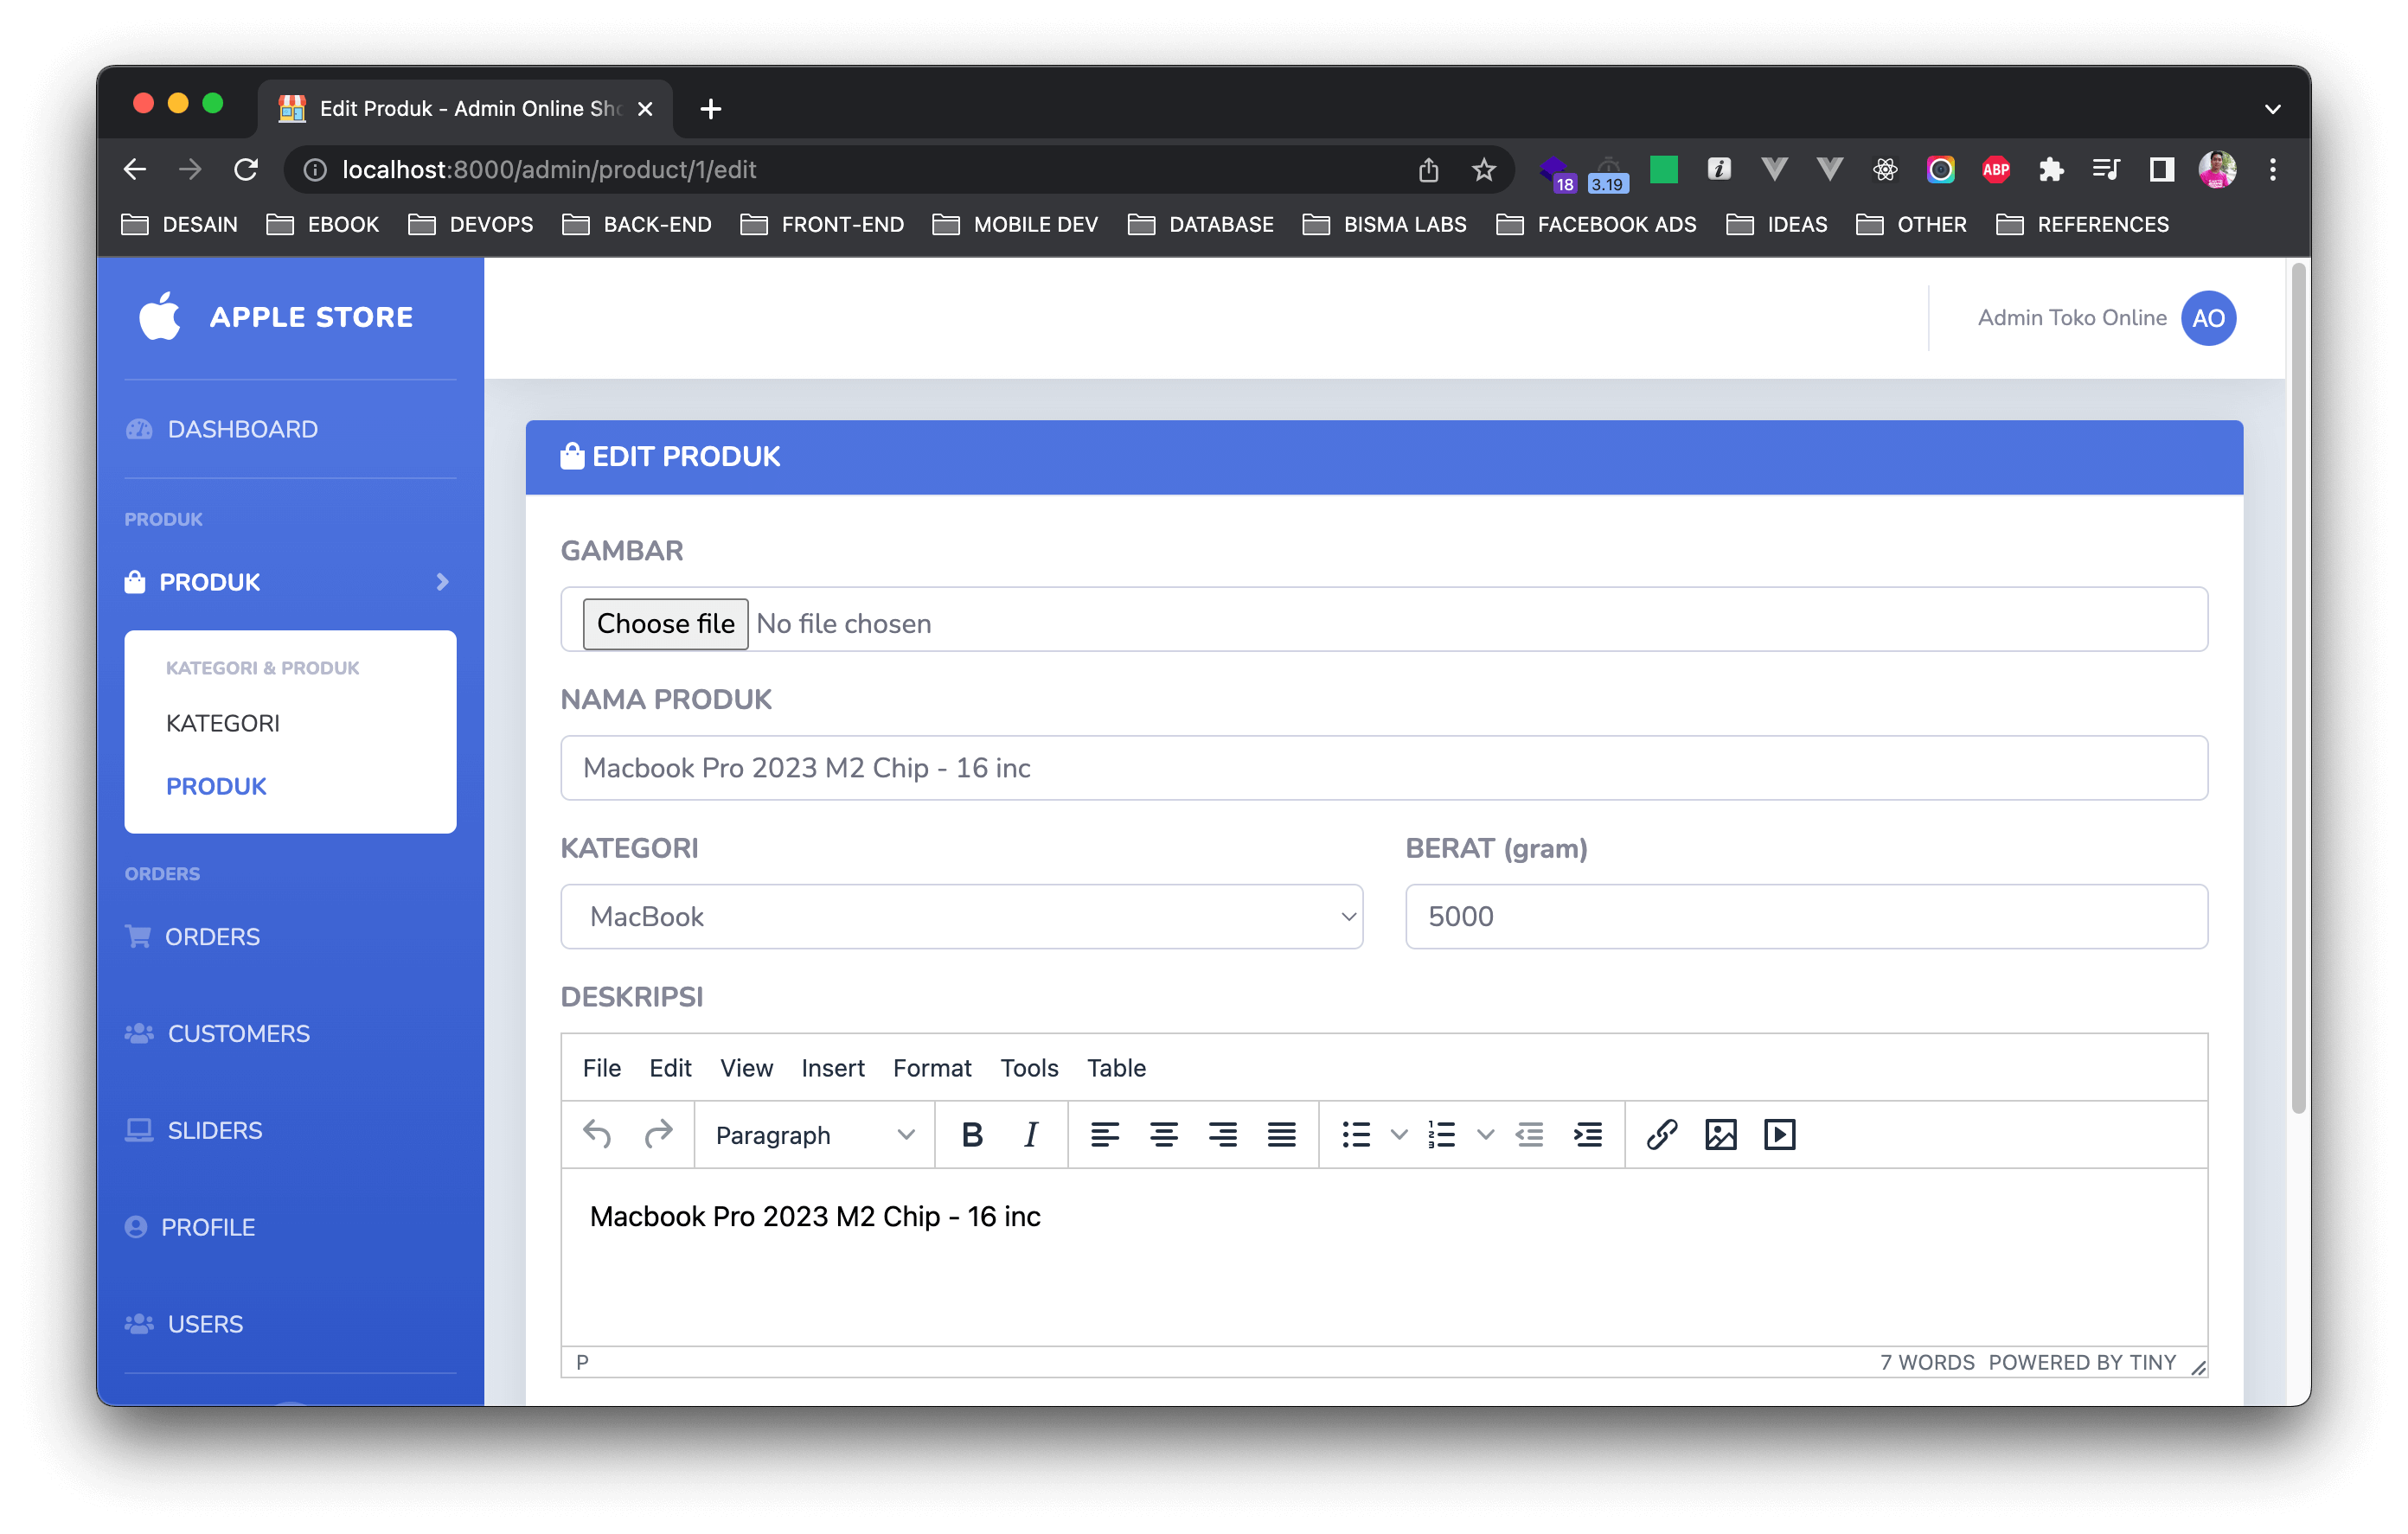 Edit Produk - Admin Online Sho
localhost:8000/admin/product/1/edit
18
3.19
ABP
DESAIN EBOOK DEVOPS BACK-END FRONT-END MOBILE DEV DATABASE BISMA LABS FACEBOOK ADS IDEAS OTHER REFERENCES
APPLE STORE
Admin Toko Online AO
DASHBOARD
PRODUK
PRODUK
KATEGORI & PRODUK
KATEGORI
PRODUK
ORDERS
ORDERS
CUSTOMERS
SLIDERS
PROFILE
USERS
EDIT PRODUK
GAMBAR
Choose file No file chosen
NAMA PRODUK
Macbook Pro 2023 M2 Chip - 16 inc
KATEGORI BERAT (gram)
MacBook 5000
DESKRIPSI
File Edit View Insert Format Tools Table
Paragraph B I
Macbook Pro 2023 M2 Chip - 16 inc
P 7 WORDS POWERED BY TINY